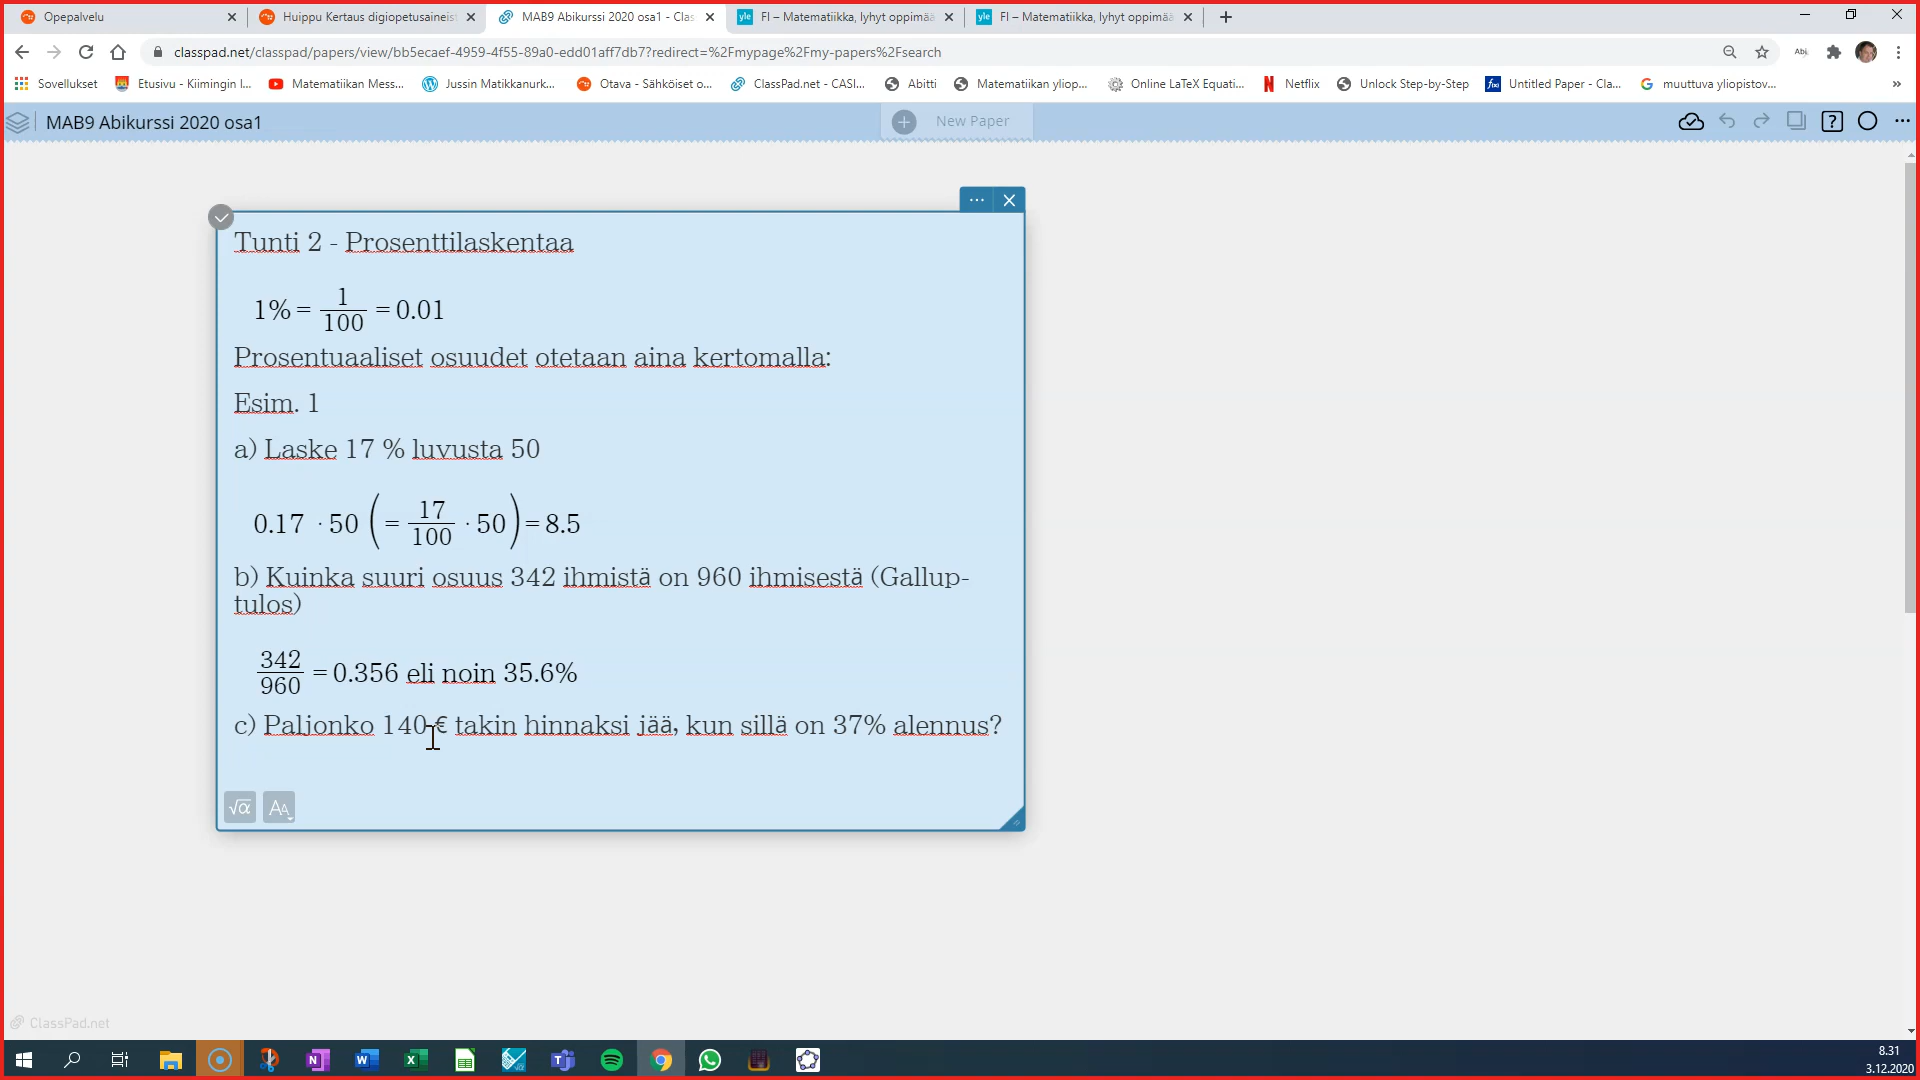 Opepalvelu
Huippu Kertaus digiopetusaineist
MAB9 Abikurssi 2020 osa1 - Clas
yle FI – Matematiikka, lyhyt oppimää
yle FI – Matematiikka, lyhyt oppimää
classpad.net/classpad/papers/view/bb5ecaef-4959-4f55-89a0-edd01aff7db7?redirect=%2Fmypage%2Fmy-papers%2Fsearch
Sovellukset
Etusivu - Kiimingin l...
Matematiikan Mess...
Jussin Matikkanurk...
Otava - Sähköiset o...
ClassPad.net - CASI...
Abitti
Matematiikan yliop...
Online LaTeX Equati...
Netflix
Unlock Step-by-Step
Untitled Paper - Cla...
muuttuva yliopistov...
MAB9 Abikurssi 2020 osa1
New Paper
Tunti 2 - Prosenttilaskentaa
1% = 1/100 = 0.01
Prosentuaaliset osuudet otetaan aina kertomalla:
Esim. 1
a) Laske 17 % luvusta 50
0.17 · 50 (= 17/100 · 50) = 8.5
b) Kuinka suuri osuus 342 ihmistä on 960 ihmisestä (Gallup-
tulos)
342/960 = 0.356 eli noin 35.6%
c) Paljonko 140 € takin hinnaksi jää, kun sillä on 37% alennus?
√α AA
ClassPad.net
8.31
3.12.2020